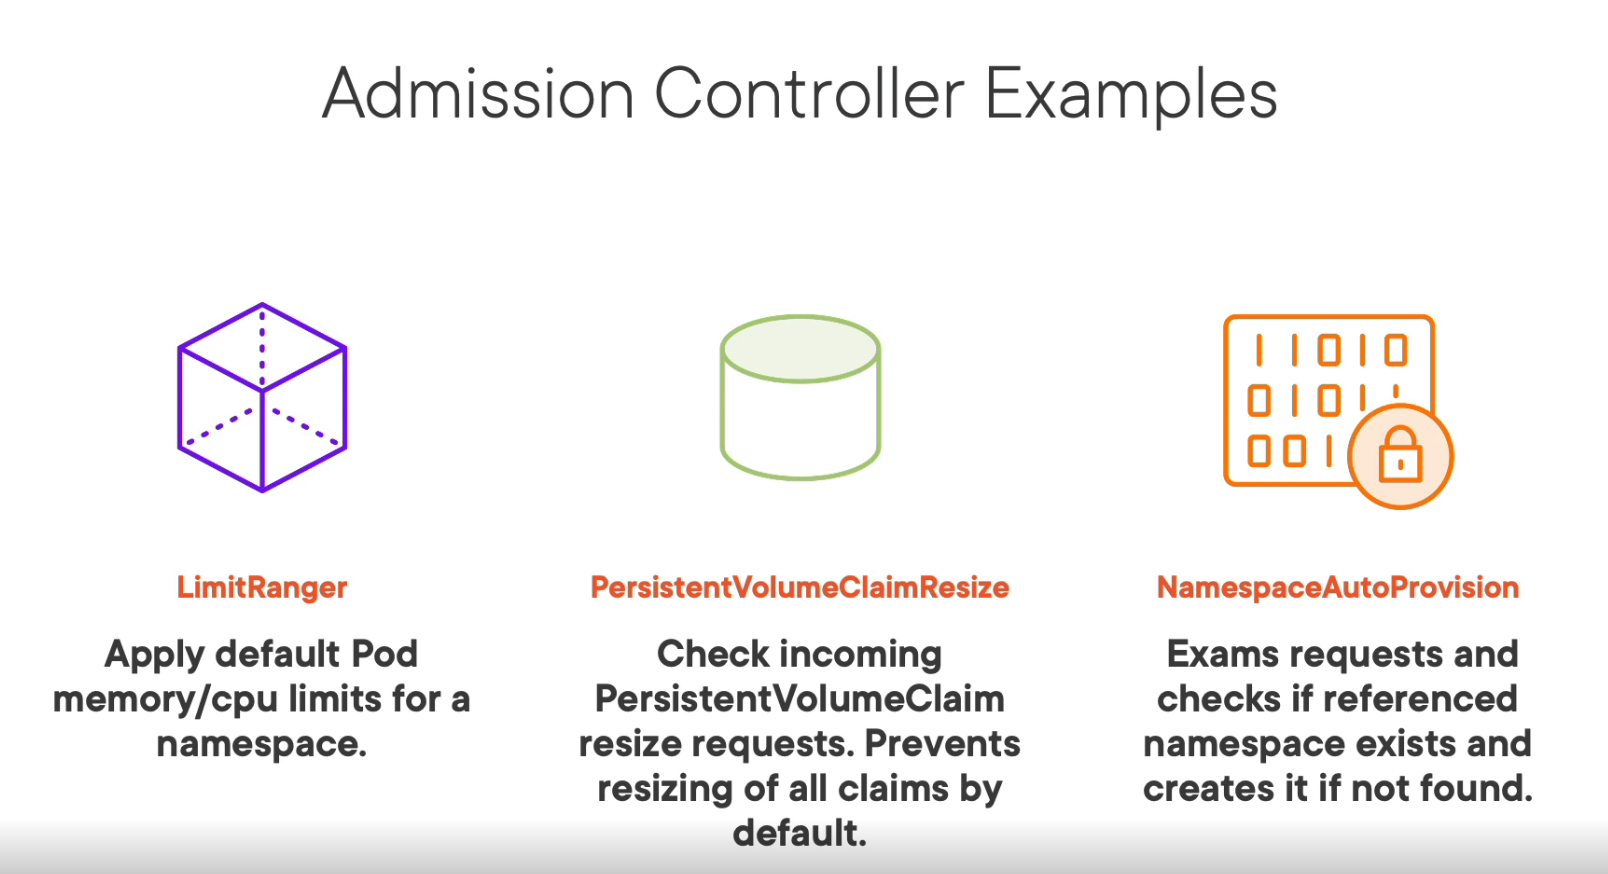 Admission Controller Examples
LimitRanger
Apply default Pod
memory/cpu limits for a
namespace.
PersistentVolumeClaimResize
Check incoming
PersistentVolumeClaim
resize requests. Prevents
resizing of all claims by
default.
11010
0101
001
NamespaceAutoProvision
Exams requests and
checks if referenced
namespace exists and
creates it if not found.